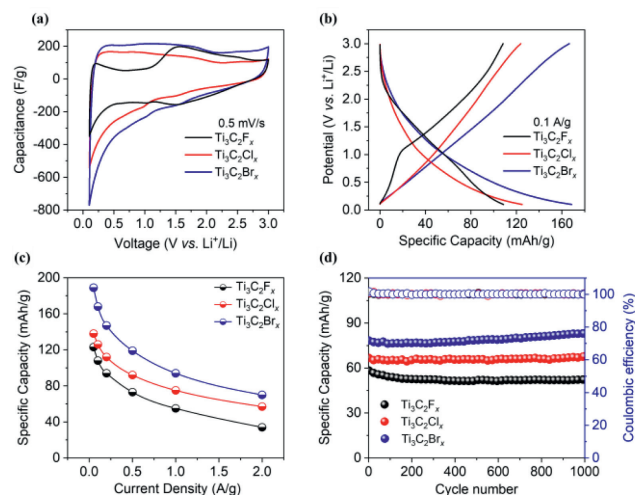 (a)
200
0
-200
-400
-600
-800
0.0 0.5 1.0 1.5 2.0 2.5 3.0
Capacitance (F/g)
Voltage (V vs. Li⁺/Li)
0.5 mV/s
Ti₃C₂Fₓ
Ti₃C₂Clₓ
Ti₃C₂Brₓ
(b)
3.0
2.5
2.0
1.5
1.0
0.5
0.0
0 40 80 120 160
Potential (V vs. Li⁺/Li)
Specific Capacity (mAh/g)
0.1 A/g
Ti₃C₂Fₓ
Ti₃C₂Clₓ
Ti₃C₂Brₓ
(c)
200
160
120
80
40
0
0.0 0.5 1.0 1.5 2.0
Specific Capacity (mAh/g)
Current Density (A/g)
Ti₃C₂Fₓ
Ti₃C₂Clₓ
Ti₃C₂Brₓ
(d)
120
90
60
30
0
0 200 400 600 800 1000
100
80
60
40
20
0
Specific Capacity (mAh/g)
Cycle number
Coulombic efficiency (%)
Ti₃C₂Fₓ
Ti₃C₂Clₓ
Ti₃C₂Brₓ